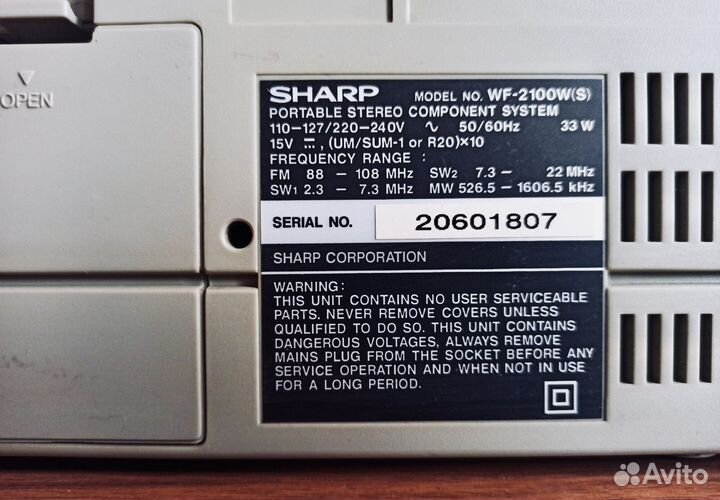 OPEN
SHARP MODEL NO. WF-2100W(S)
PORTABLE STEREO COMPONENT SYSTEM
110-127/220-240V ∿ 50/60Hz 33 W
15V ⎓, (UM/SUM-1 or R20)×10
FREQUENCY RANGE :
FM 88 - 108 MHz SW2 7.3 - 22 MHz
SW1 2.3 - 7.3 MHz MW 526.5 - 1606.5 kHz
SERIAL NO. 20601807
SHARP CORPORATION
WARNING:
THIS UNIT CONTAINS NO USER SERVICEABLE
PARTS. NEVER REMOVE COVERS UNLESS
QUALIFIED TO DO SO. THIS UNIT CONTAINS
DANGEROUS VOLTAGES, ALWAYS REMOVE
MAINS PLUG FROM THE SOCKET BEFORE ANY
SERVICE OPERATION AND WHEN NOT IN USE
FOR A LONG PERIOD.
Avito